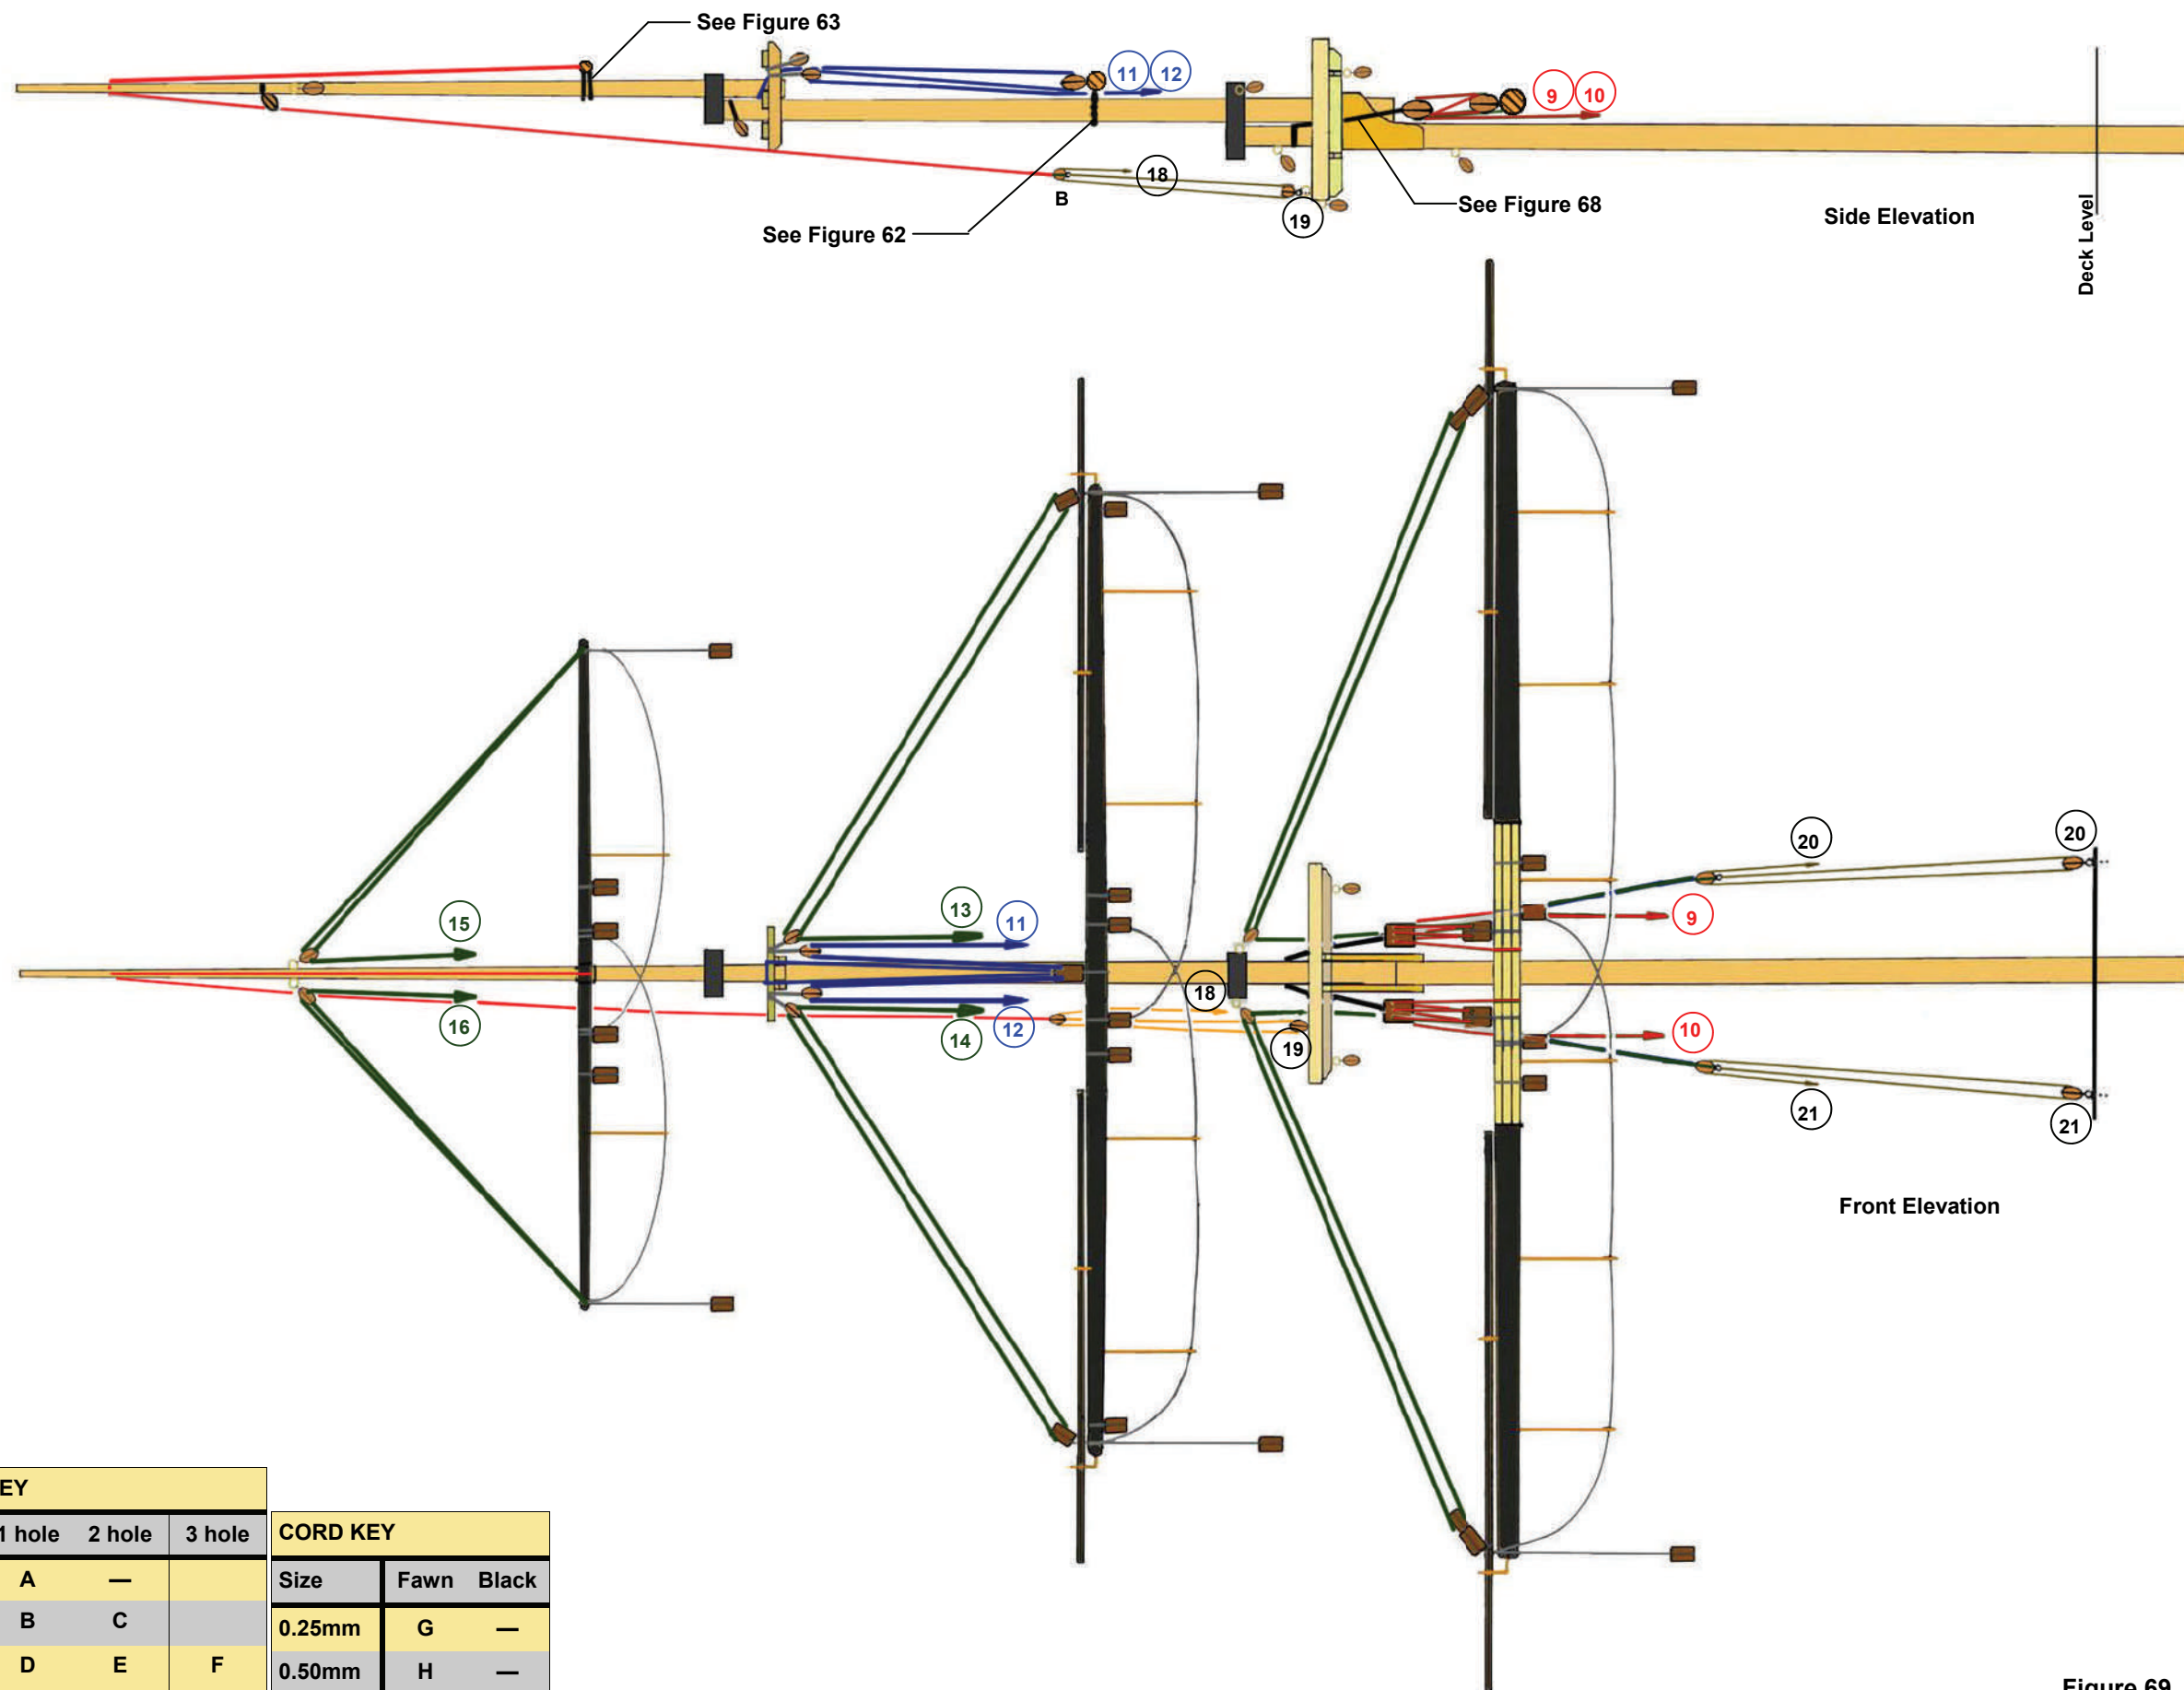 See Figure 63
11 12
9 10
18
B
See Figure 68
19
Side Elevation
See Figure 62
Deck Level
20
20
15
13
11
9
18
16
12
10
14
19
21
21
Front Elevation
EY
1 hole 2 hole 3 hole
A —
B C
D E F
CORD KEY
Size Fawn Black
0.25mm G —
0.50mm H —
Figure 69